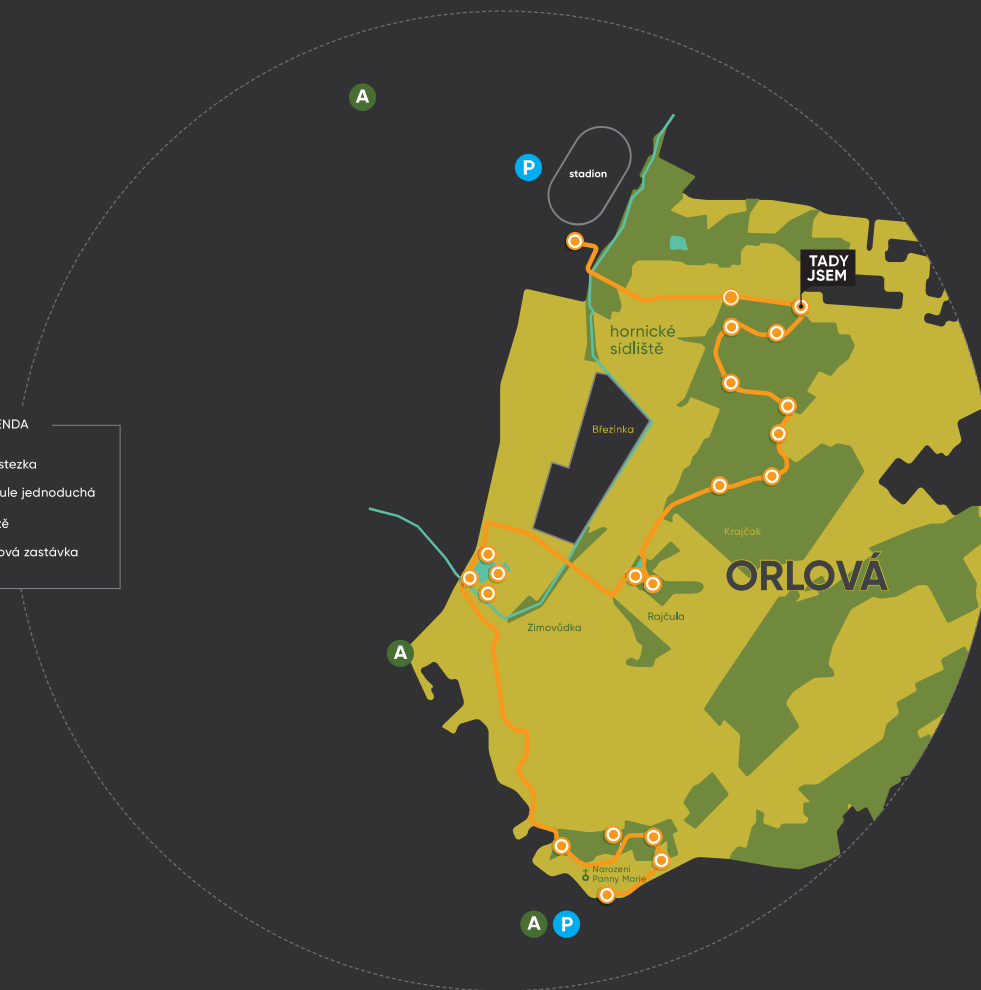 A
P
stadion
TADY
JSEM
hornické
sídliště
Březinka
ENDA
stezka
ule jednoduchá
tě
ová zastávka
Krajčok
ORLOVÁ
Rajčula
Zimovůdka
A
Narození
Panny Marie
A P